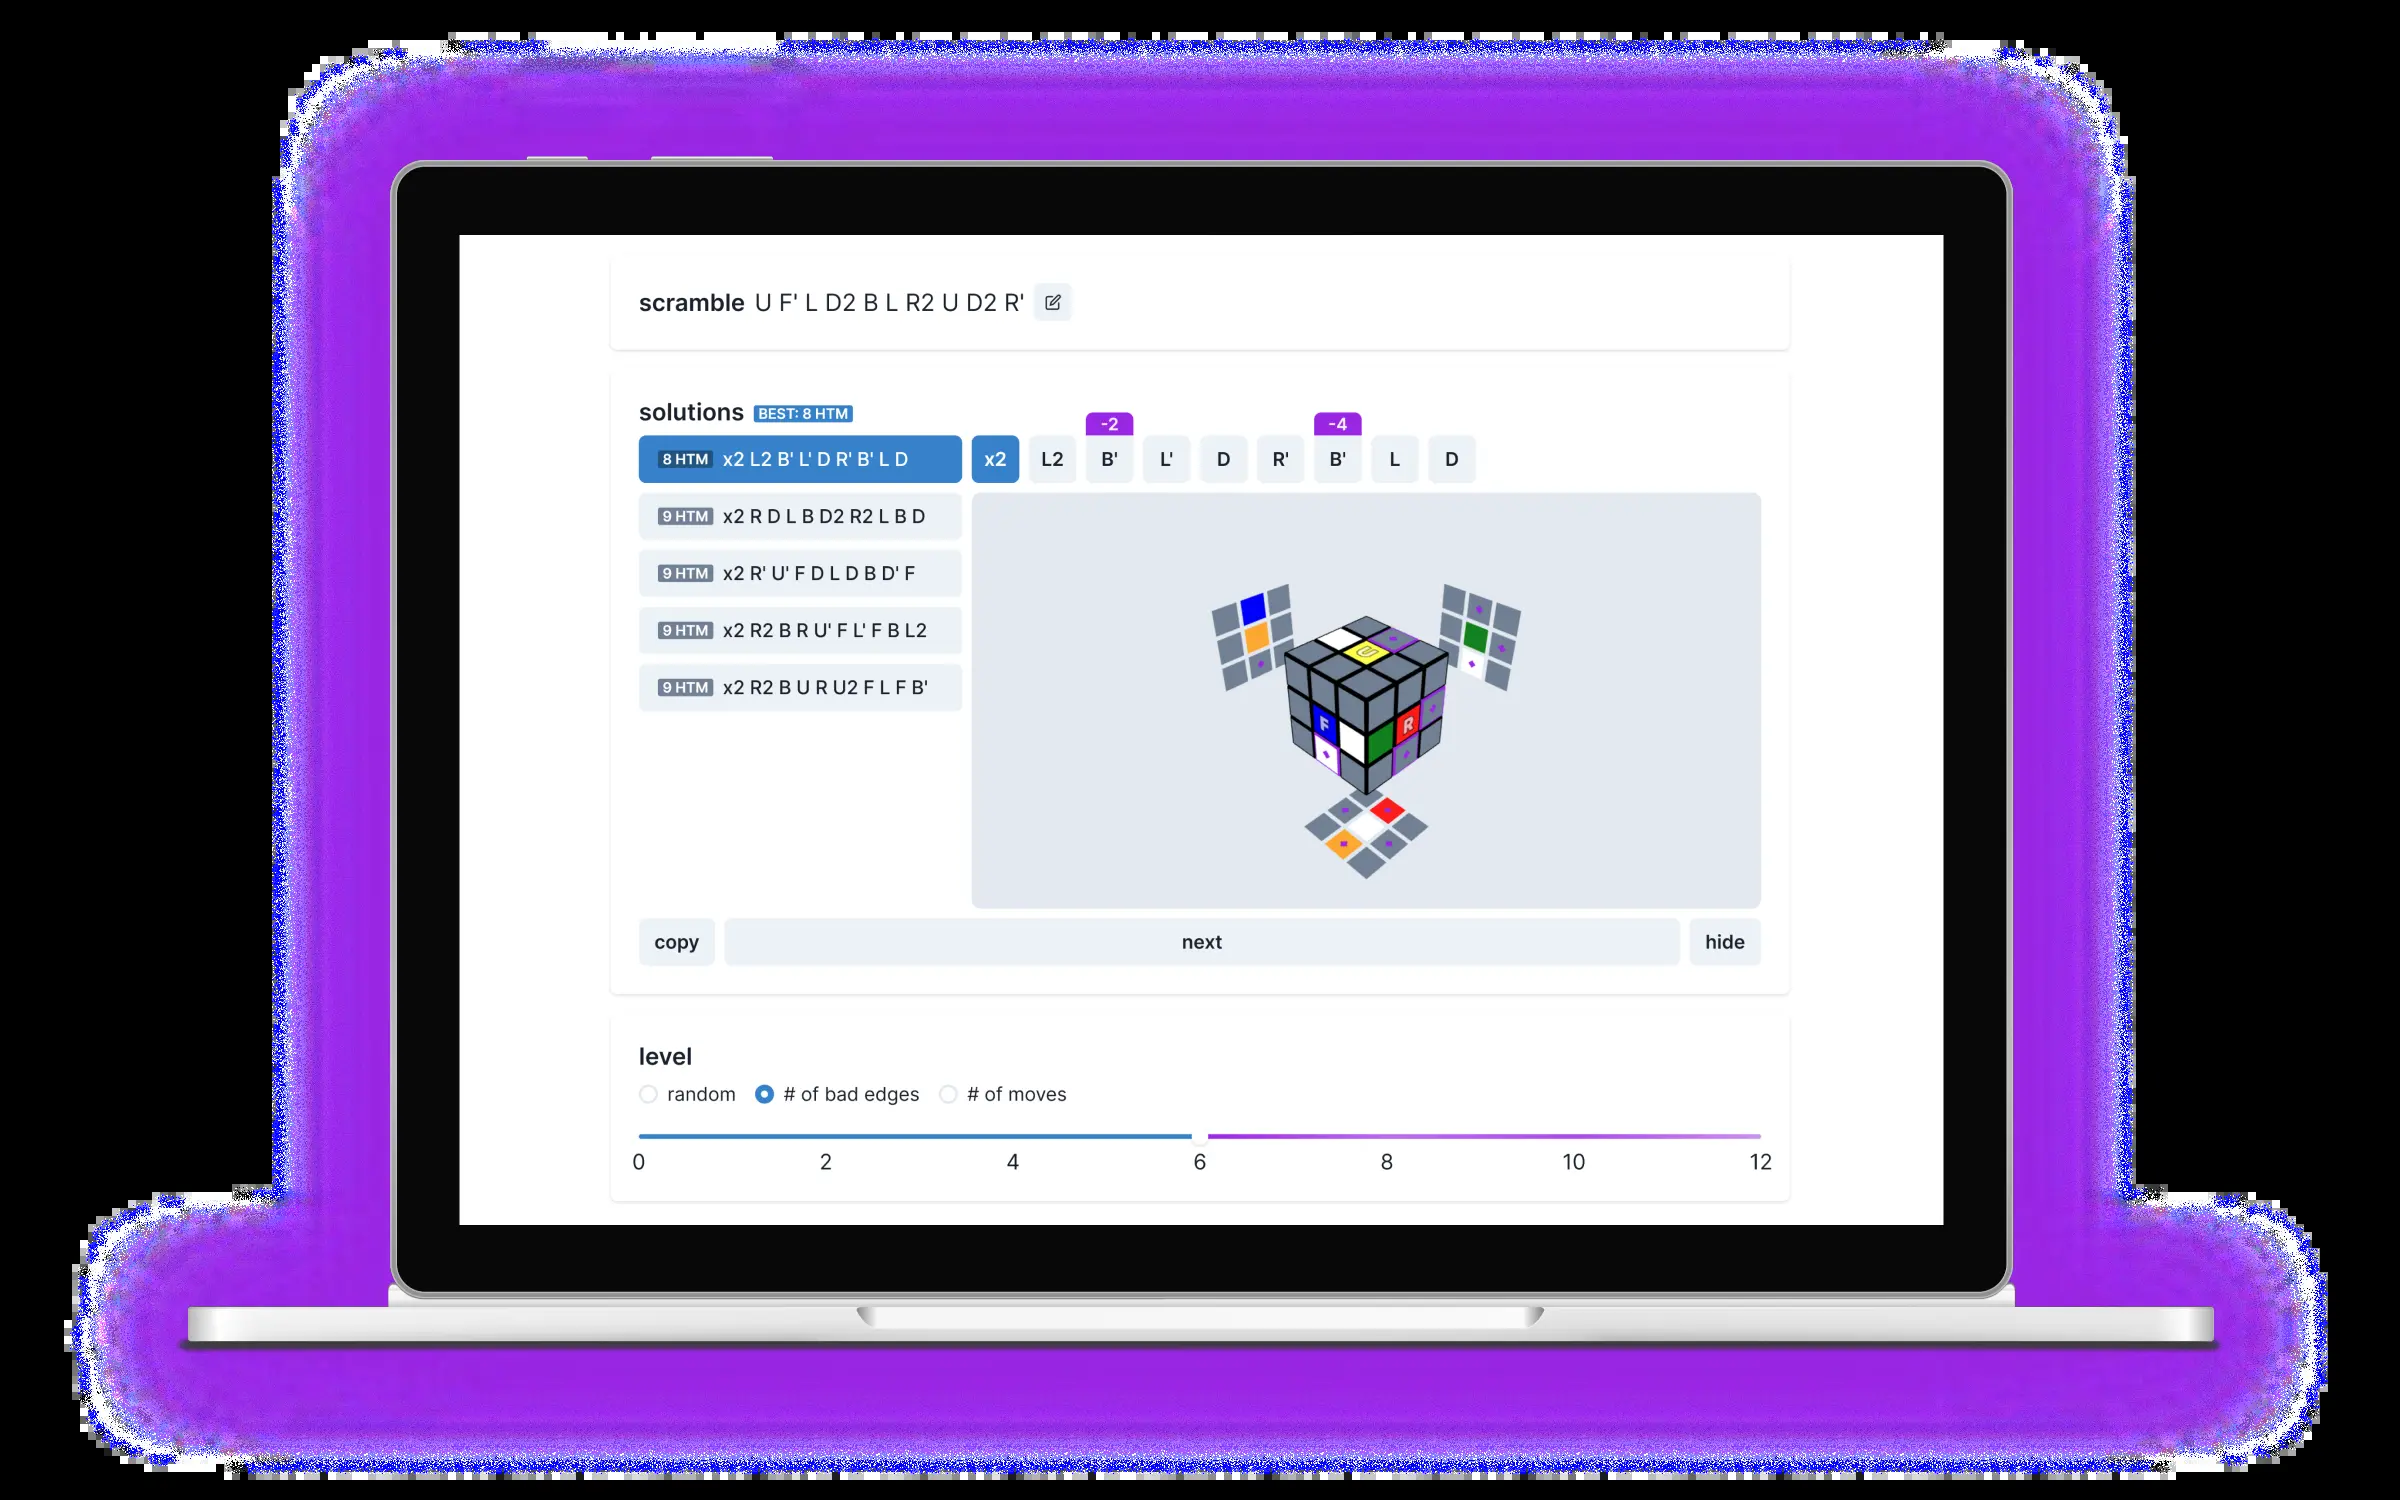 scramble U F' L D2 B L R2 U D2 R'
solutions BEST: 8 HTM
-2 -4
8 HTM x2 L2 B' L' D R' B' L D
x2 L2 B' L' D R' B' L D
9 HTM x2 R D L B D2 R2 L B D
9 HTM x2 R' U' F D L D B D' F
9 HTM x2 R2 B R U' F L' F B L2
9 HTM x2 R2 B U R U2 F L F B'
U
F R
copy next hide
level
random # of bad edges # of moves
0 2 4 6 8 10 12